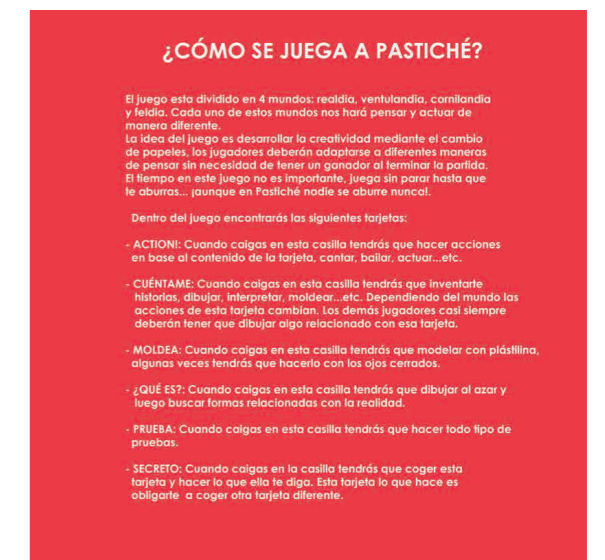 ¿CÓMO SE JUEGA A PASTICHÉ?
El juego esta dividido en 4 mundos: realdia, ventulandia, cornilandia
y feldia. Cada uno de estos mundos nos hará pensar y actuar de
manera diferente.
La idea del juego es desarrollar la creatividad mediante el cambio
de papeles, los jugadores deberán adaptarse a diferentes maneras
de pensar sin necesidad de tener un ganador al terminar la partida.
El tiempo en este juego no es importante, juega sin parar hasta que
te aburras... ¡aunque en Pastiché nadie se aburre nunca!.
Dentro del juego encontrarás las siguientes tarjetas:
- ACTION!: Cuando caigas en esta casilla tendrás que hacer acciones
en base al contenido de la tarjeta, cantar, bailar, actuar...etc.
- CUÉNTAME: Cuando caigas en esta casilla tendrás que inventarte
historias, dibujar, interpretar, moldear...etc. Dependiendo del mundo las
acciones de esta tarjeta cambian. Los demás jugadores casi siempre
deberán tener que dibujar algo relacionado con esa tarjeta.
- MOLDEA: Cuando caigas en esta casilla tendrás que modelar con plástilina,
algunas veces tendrás que hacerlo con los ojos cerrados.
- ¿QUÉ ES?: Cuando caigas en esta casilla tendrás que dibujar al azar y
luego buscar formas relacionadas con la realidad.
- PRUEBA: Cuando caigas en esta casilla tendrás que hacer todo tipo de
pruebas.
- SECRETO: Cuando caigas en la casilla tendrás que coger esta
tarjeta y hacer lo que ella te diga. Esta tarjeta lo que hace es
obligarte a coger otra tarjeta diferente.